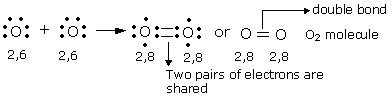 double bond
O + O → O=O or O=O O₂ molecule
2,6 2,6 2,8 2,8 2,8 2,8
Two pairs of electrons are
shared